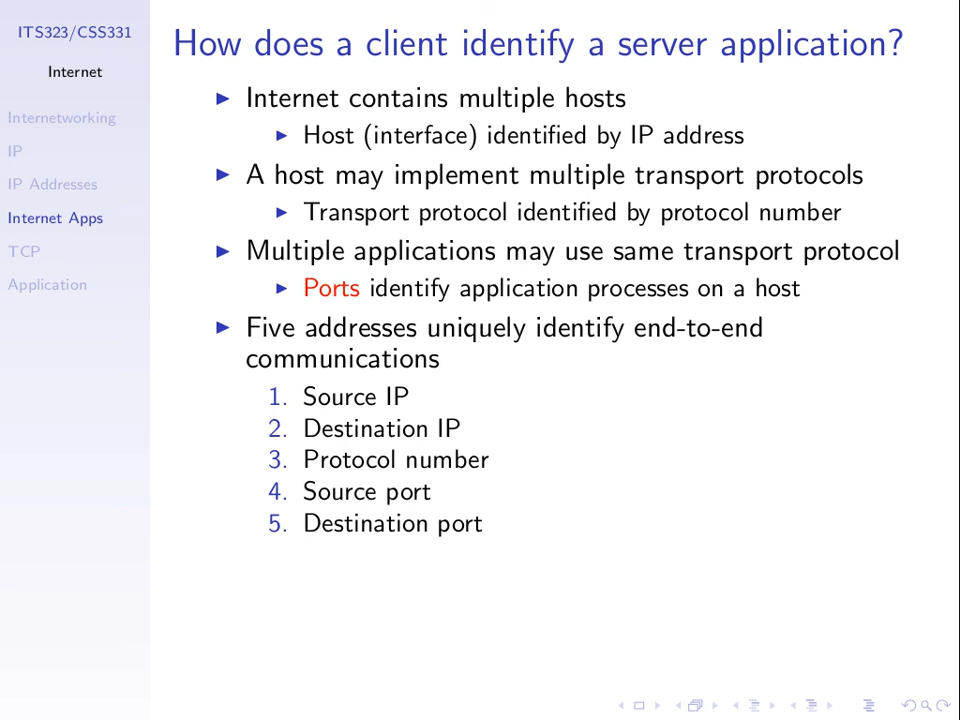 ITS323/CSS331
Internet
Internetworking
IP
IP Addresses
Internet Apps
TCP
Application
How does a client identify a server application?
Internet contains multiple hosts
Host (interface) identified by IP address
A host may implement multiple transport protocols
Transport protocol identified by protocol number
Multiple applications may use same transport protocol
Ports identify application processes on a host
Five addresses uniquely identify end-to-end
communications
1. Source IP
2. Destination IP
3. Protocol number
4. Source port
5. Destination port